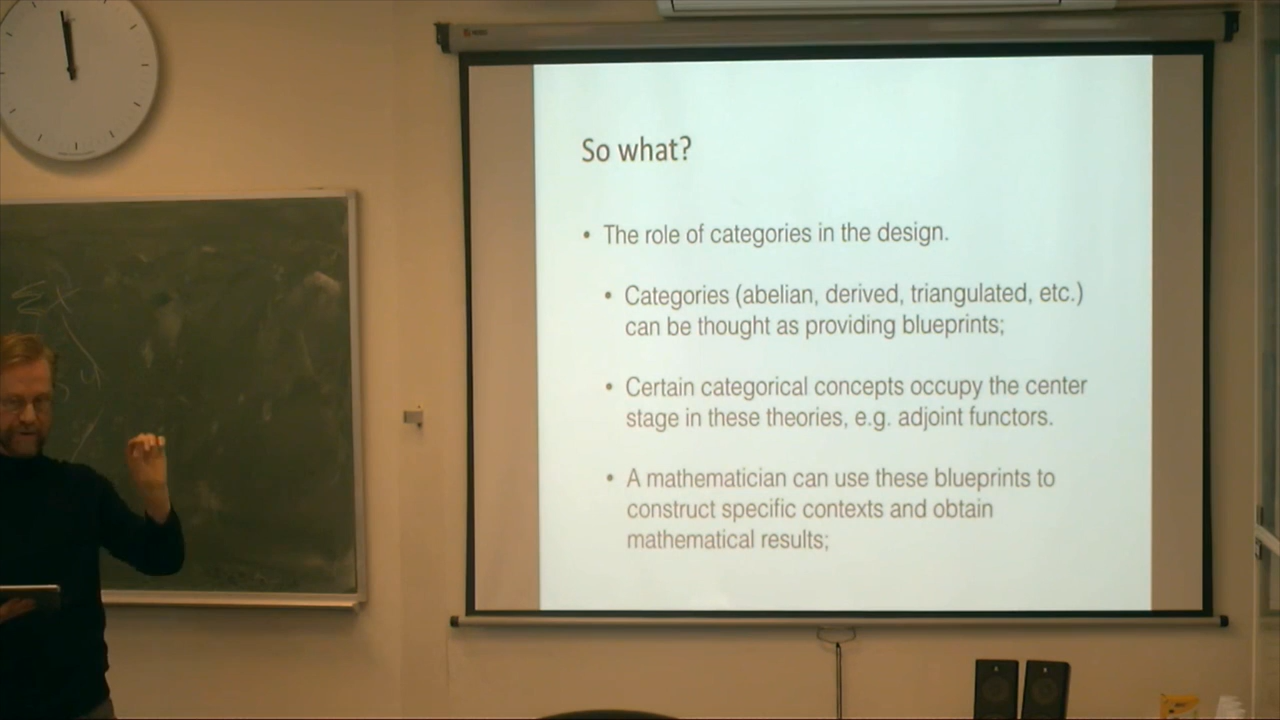 So what?
• The role of categories in the design.
• Categories (abelian, derived, triangulated, etc.)
can be thought as providing blueprints;
• Certain categorical concepts occupy the center
stage in these theories, e.g. adjoint functors.
• A mathematician can use these blueprints to
construct specific contexts and obtain
mathematical results;